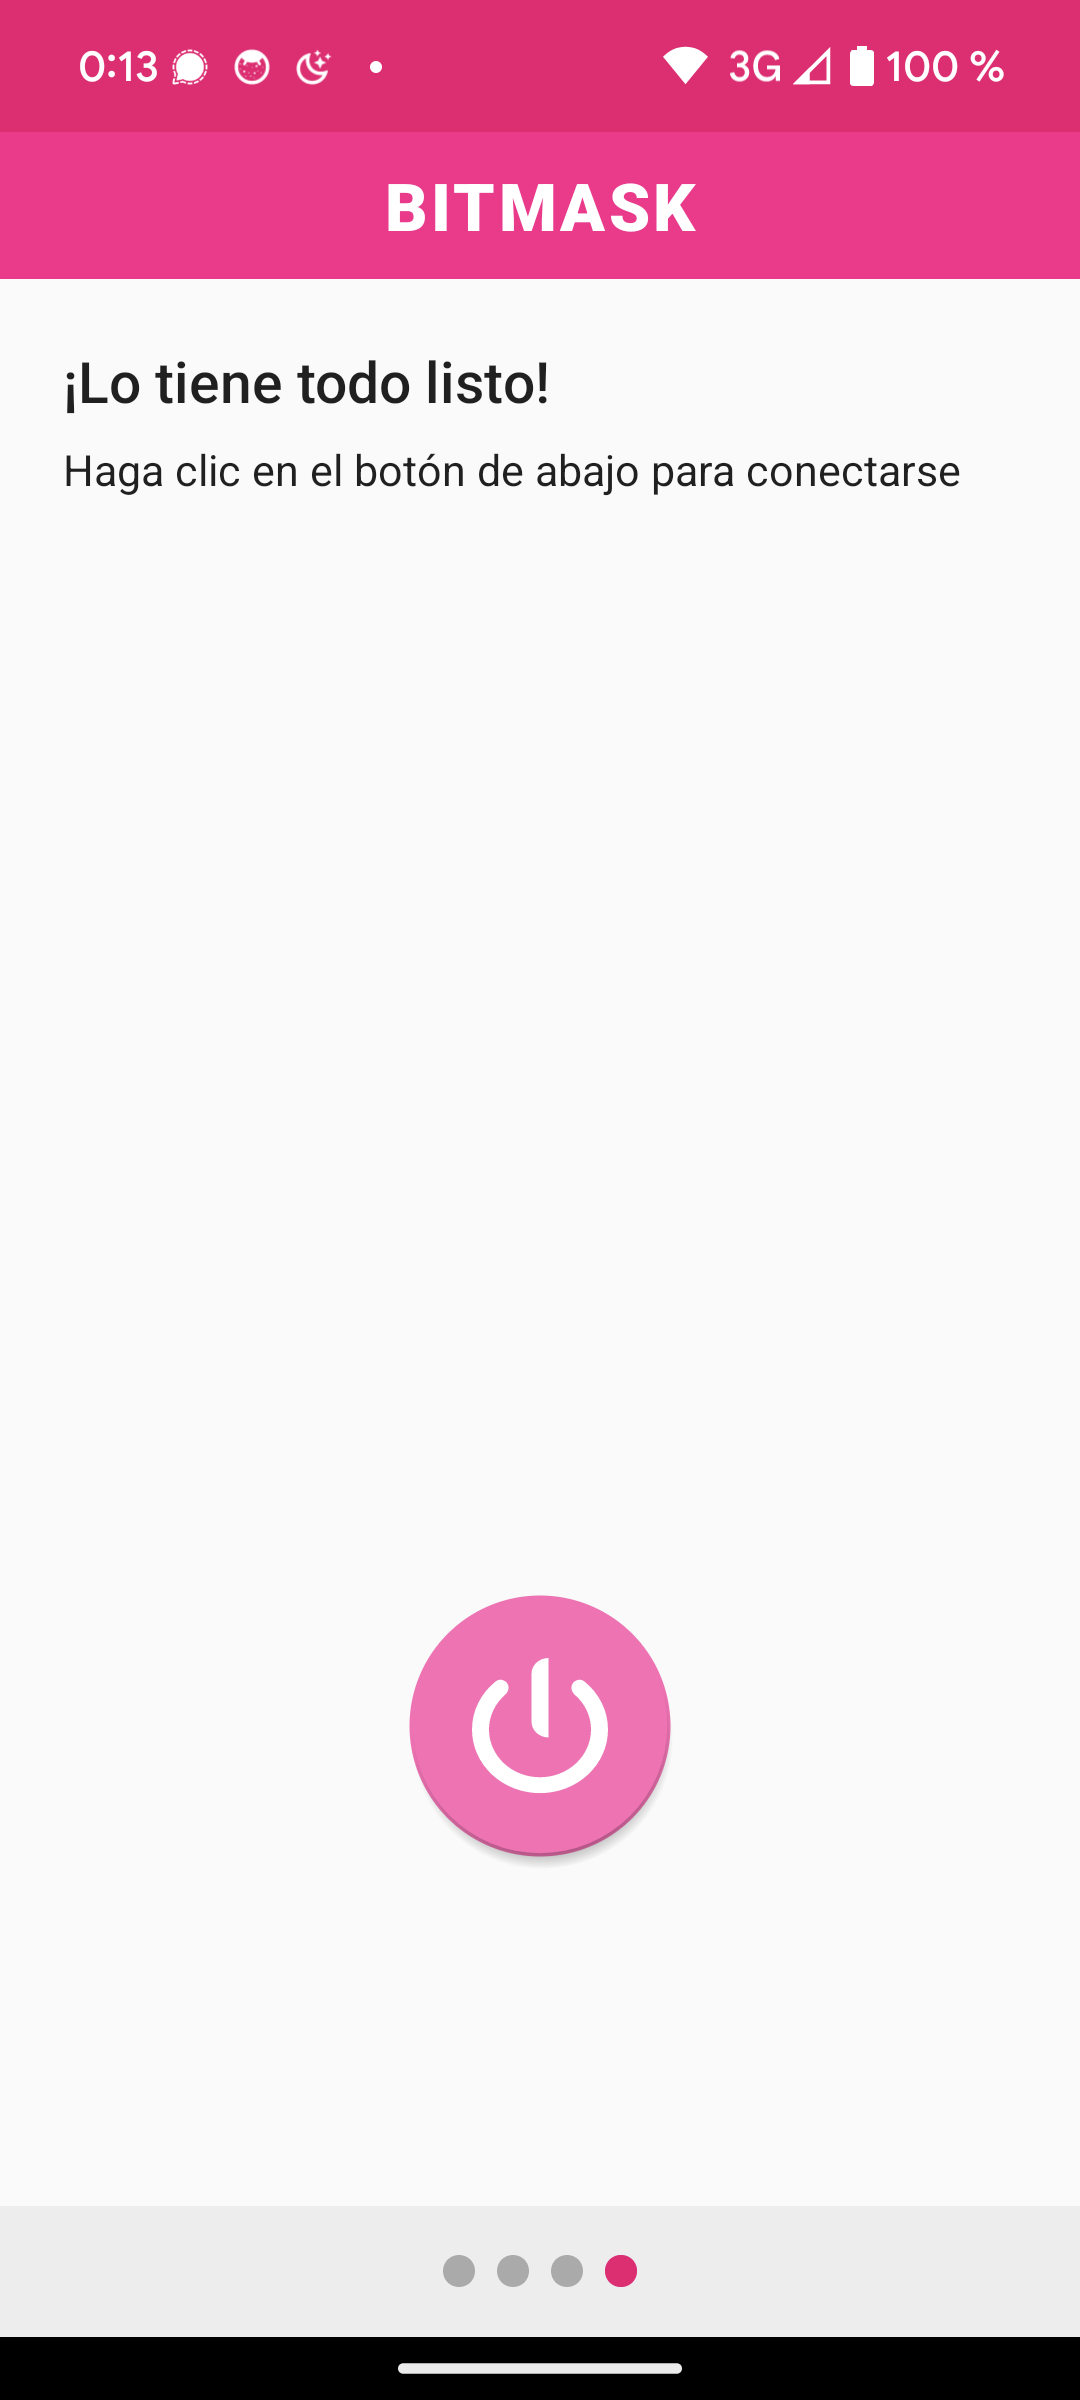 0:13 3G 100 %
BITMASK
¡Lo tiene todo listo!
Haga clic en el botón de abajo para conectarse